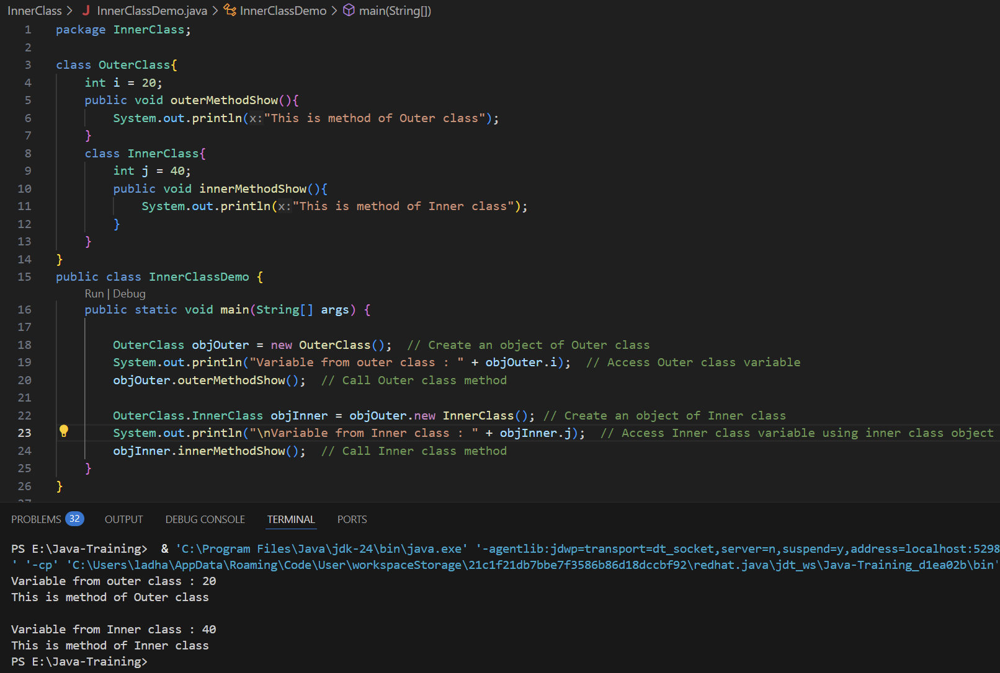 InnerClass > J InnerClassDemo.java > InnerClassDemo > main(String[])
1 package InnerClass;
2
3 class OuterClass{
4 int i = 20;
5 public void outerMethodShow(){
6 System.out.println(x:"This is method of Outer class");
7 }
8 class InnerClass{
9 int j = 40;
10 public void innerMethodShow(){
11 System.out.println(x:"This is method of Inner class");
12 }
13 }
14 }
15 public class InnerClassDemo {
Run | Debug
16 public static void main(String[] args) {
17
18 OuterClass objOuter = new OuterClass(); // Create an object of Outer class
19 System.out.println("Variable from outer class : " + objOuter.i); // Access Outer class variable
20 objOuter.outerMethodShow(); // Call Outer class method
21
22 OuterClass.InnerClass objInner = objOuter.new InnerClass(); // Create an object of Inner class
23 System.out.println("\nVariable from Inner class : " + objInner.j); // Access Inner class variable using inner class object
24 objInner.innerMethodShow(); // Call Inner class method
25 }
26 }
27
PROBLEMS 32 OUTPUT DEBUG CONSOLE TERMINAL PORTS
PS E:\Java-Training> & 'C:\Program Files\Java\jdk-24\bin\java.exe' '-agentlib:jdwp=transport=dt_socket,server=n,suspend=y,address=localhost:5298
' '-cp' 'C:\Users\ladha\AppData\Roaming\Code\User\workspaceStorage\21c1f21db7bbe7f3586b86d18dccbf92\redhat.java\jdt_ws\Java-Training_d1ea02b\bin'
Variable from outer class : 20
This is method of Outer class

Variable from Inner class : 40
This is method of Inner class
PS E:\Java-Training>